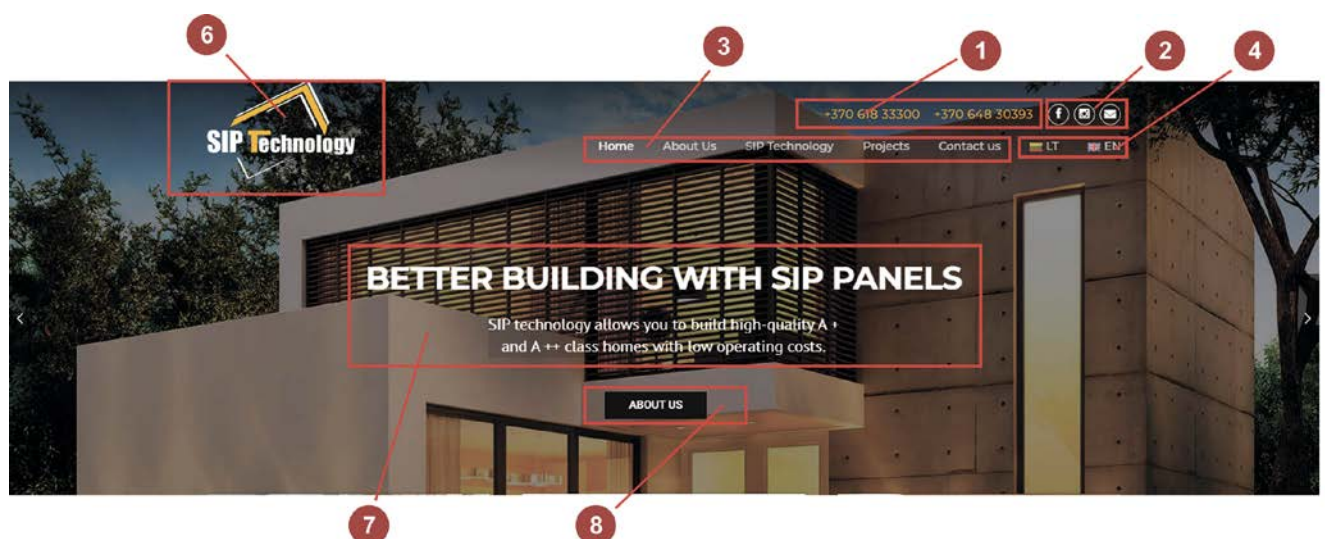 6
3
1
2
4
SIP Technology
+370 618 33300 +370 648 30393
Home About Us SIP Technology Projects Contact us LT EN
BETTER BUILDING WITH SIP PANELS
SIP technology allows you to build high-quality A +
and A ++ class homes with low operating costs.
ABOUT US
7
8